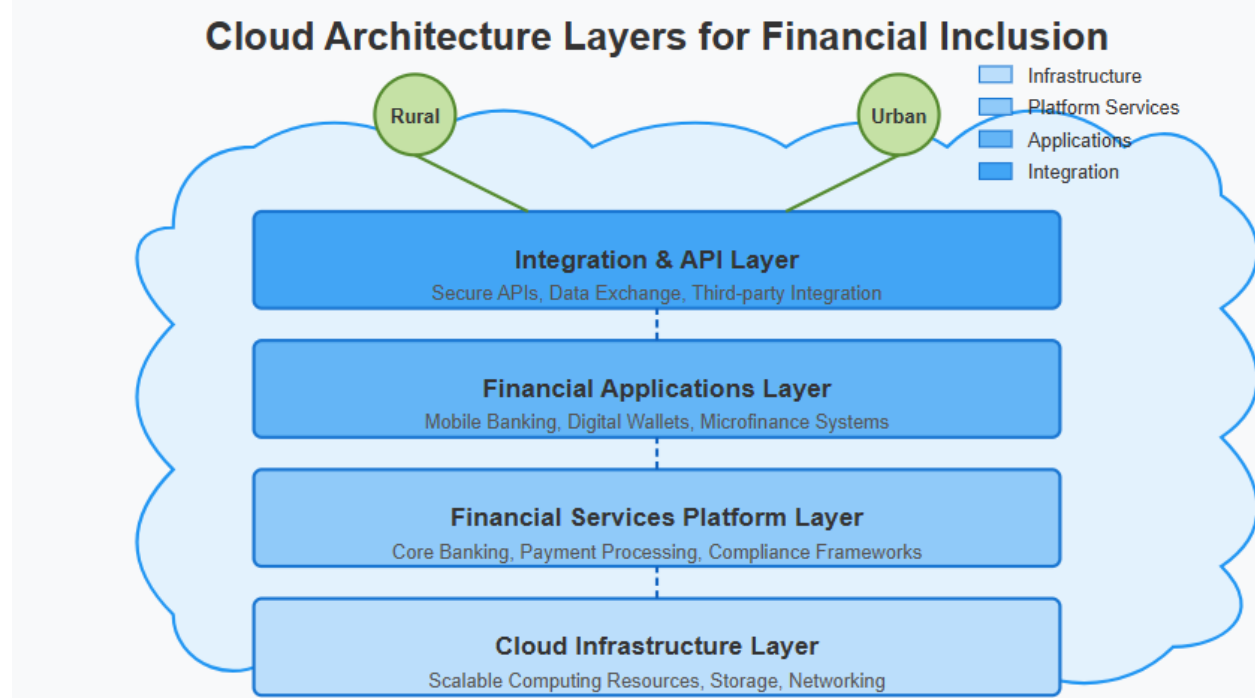 Cloud Architecture Layers for Financial Inclusion
Rural
Urban
Infrastructure
Platform Services
Applications
Integration
Integration & API Layer
Secure APIs, Data Exchange, Third-party Integration
Financial Applications Layer
Mobile Banking, Digital Wallets, Microfinance Systems
Financial Services Platform Layer
Core Banking, Payment Processing, Compliance Frameworks
Cloud Infrastructure Layer
Scalable Computing Resources, Storage, Networking